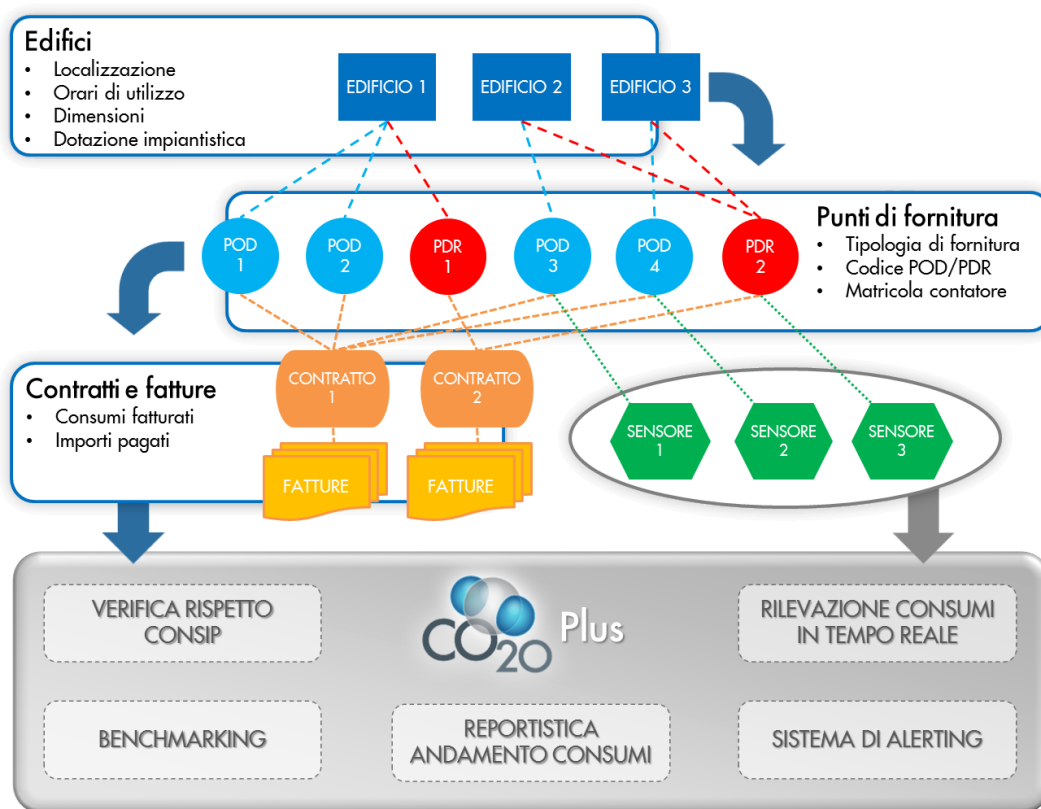 Edifici
• Localizzazione
• Orari di utilizzo
• Dimensioni
• Dotazione impiantistica
EDIFICIO 1
EDIFICIO 2
EDIFICIO 3
Punti di fornitura
• Tipologia di fornitura
• Codice POD/PDR
• Matricola contatore
POD
1
POD
2
PDR
1
POD
3
POD
4
PDR
2
Contratti e fatture
• Consumi fatturati
• Importi pagati
CONTRATTO
1
CONTRATTO
2
FATTURE
FATTURE
SENSORE
1
SENSORE
2
SENSORE
3
VERIFICA RISPETTO
CONSIP
CO20 Plus
RILEVAZIONE CONSUMI
IN TEMPO REALE
BENCHMARKING
REPORTISTICA
ANDAMENTO CONSUMI
SISTEMA DI ALERTING